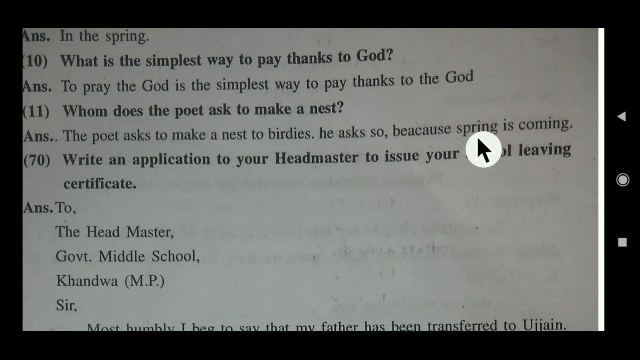 Ans. In the spring.
(10) What is the simplest way to pay thanks to God?
Ans. To pray the God is the simplest way to pay thanks to the God
(11) Whom does the poet ask to make a nest?
Ans.. The poet asks to make a nest to birdies. he asks so, beacause spring is coming.
(70) Write an application to your Headmaster to issue your leaving
certificate.
Ans. To,
The Head Master,
Govt. Middle School,
Khandwa (M.P.)
Sir,
Most humbly I beg to say that my father has been transferred to Ujjain.